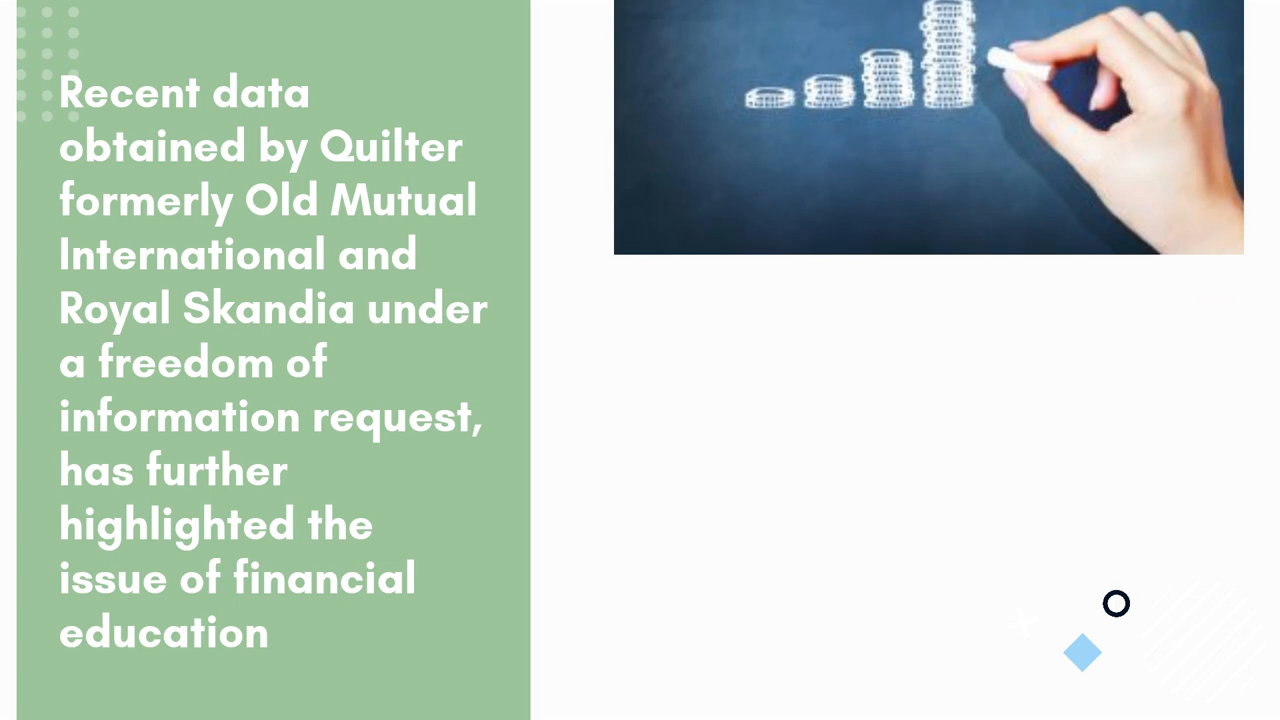 Recent data
obtained by Quilter
formerly Old Mutual
International and
Royal Skandia under
a freedom of
information request,
has further
highlighted the
issue of financial
education